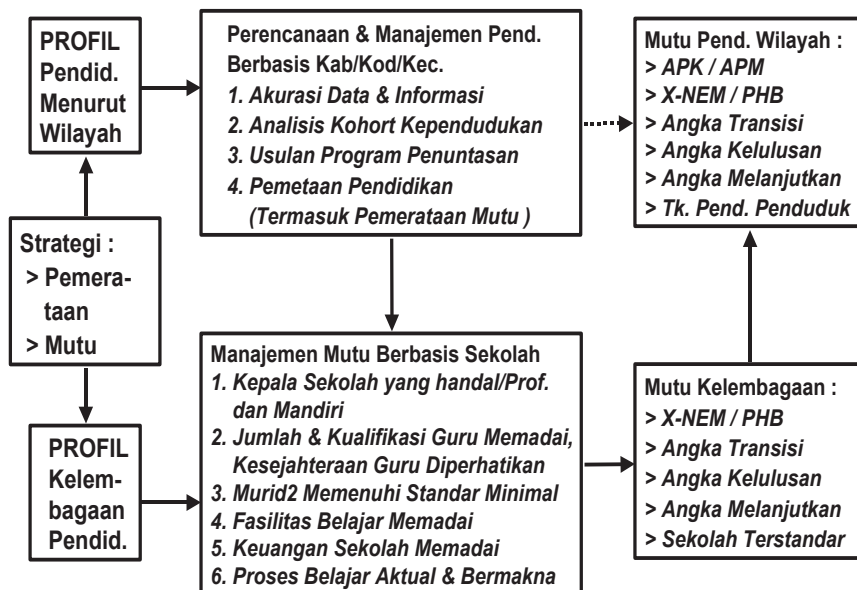 PROFIL
Pendid.
Menurut
Wilayah
Perencanaan & Manajemen Pend.
Berbasis Kab/Kod/Kec.
1. Akurasi Data & Informasi
2. Analisis Kohort Kependudukan
3. Usulan Program Penuntasan
4. Pemetaan Pendidikan
(Termasuk Pemerataan Mutu )
Mutu Pend. Wilayah :
> APK / APM
> X-NEM / PHB
> Angka Transisi
> Angka Kelulusan
> Angka Melanjutkan
> Tk. Pend. Penduduk
Strategi :
> Pemera-
taan
> Mutu
PROFIL
Kelem-
bagaan
Pendid.
Manajemen Mutu Berbasis Sekolah
1. Kepala Sekolah yang handal/Prof.
dan Mandiri
2. Jumlah & Kualifikasi Guru Memadai,
Kesejahteraan Guru Diperhatikan
3. Murid2 Memenuhi Standar Minimal
4. Fasilitas Belajar Memadai
5. Keuangan Sekolah Memadai
6. Proses Belajar Aktual & Bermakna
Mutu Kelembagaan :
> X-NEM / PHB
> Angka Transisi
> Angka Kelulusan
> Angka Melanjutkan
> Sekolah Terstandar